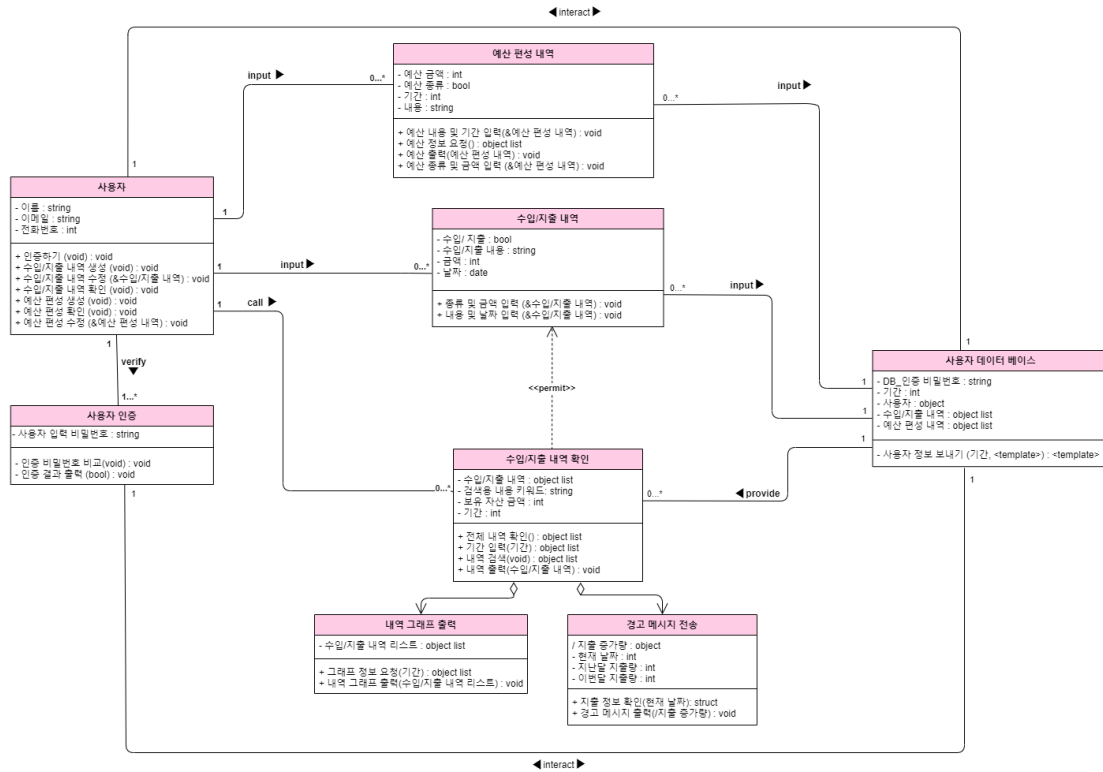 ◀ interact ▶
예산 편성 내역
- 예산 금액 : int
- 예산 종류 : bool
- 기간 : int
- 내용 : string
+ 예산 내용 및 기간 입력(&예산 편성 내역) : void
+ 예산 정보 요청() : object list
+ 예산 출력(예산 편성 내역) : void
+ 예산 종류 및 금액 입력 (&예산 편성 내역) : void
input ▶
0...*
0...*
input ▶
1
사용자
- 이름 : string
- 이메일 : string
- 전화번호 : int
+ 인증하기 (void) : void
+ 수입/지출 내역 생성 (void) : void
+ 수입/지출 내역 수정 (&수입/지출 내역) : void
+ 수입/지출 내역 확인 (void) : void
+ 예산 편성 생성 (void) : void
+ 예산 편성 확인 (void) : void
+ 예산 편성 수정 (&예산 편성 내역) : void
1
1
input ▶
0...*
1
call ▶
수입/지출 내역
- 수입/ 지출 : bool
- 수입/지출 내용 : string
- 금액 : int
- 날짜 : date
+ 종류 및 금액 입력 (&수입/지출 내역) : void
+ 내용 및 날짜 입력 (&수입/지출 내역) : void
0...*
input ▶
1
verify
▼
1...*
<<permit>>
1
사용자 데이터 베이스
- DB_인증 비밀번호 : string
- 기간 : int
- 사용자 : object
- 수입/지출 내역 : object list
- 예산 편성 내역 : object list
- 사용자 정보 보내기 (기간, <template>) : <template>
1
1
1
1
사용자 인증
- 사용자 입력 비밀번호 : string
- 인증 비밀번호 비교(void) : void
- 인증 결과 출력 (bool) : void
1
수입/지출 내역 확인
- 수입/지출 내역 : object list
- 검색용 내용 키워드: string
- 보유 자산 금액 : int
- 기간 : int
+ 전체 내역 확인() : object list
+ 기간 입력(기간) : object list
+ 내역 검색(void) : object list
+ 내역 출력(수입/지출 내역) : void
0...*
0...*
◀ provide
내역 그래프 출력
- 수입/지출 내역 리스트 : object list
+ 그래프 정보 요청(기간) : object list
+ 내역 그래프 출력(수입/지출 내역 리스트) : void
경고 메시지 전송
/ 지출 증가량 : object
- 현재 날짜 : int
- 지난달 지출량 : int
- 이번달 지출량 : int
+ 지출 정보 확인(현재 날짜): struct
+ 경고 메시지 출력(/지출 증가량) : void
◀ interact ▶